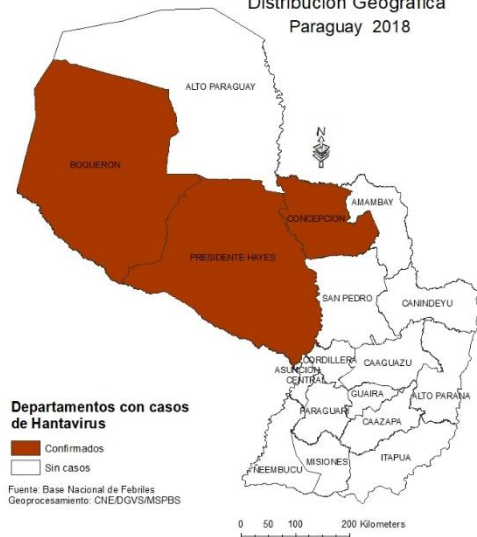 Distribución Geográfica
Paraguay 2018
ALTO PARAGUAY
N
BOQUERON
CONCEPCION
AMAMBAY
PRESIDENTE HAYES
SAN PEDRO
CANINDEYU
CORDILLERA
ASUNCION
CENTRAL
CAAGUAZU
GUAIRA
ALTO PARANA
PARAGUARI
CAAZAPA
NEEMBUCU
MISIONES
ITAPUA
Departamentos con casos
de Hantavirus
Confirmados
Sin casos
Fuente: Base Nacional de Febriles
Geoprocesamiento: CNE/DGVS/MSPBS
0 50 100 200 Kilometers